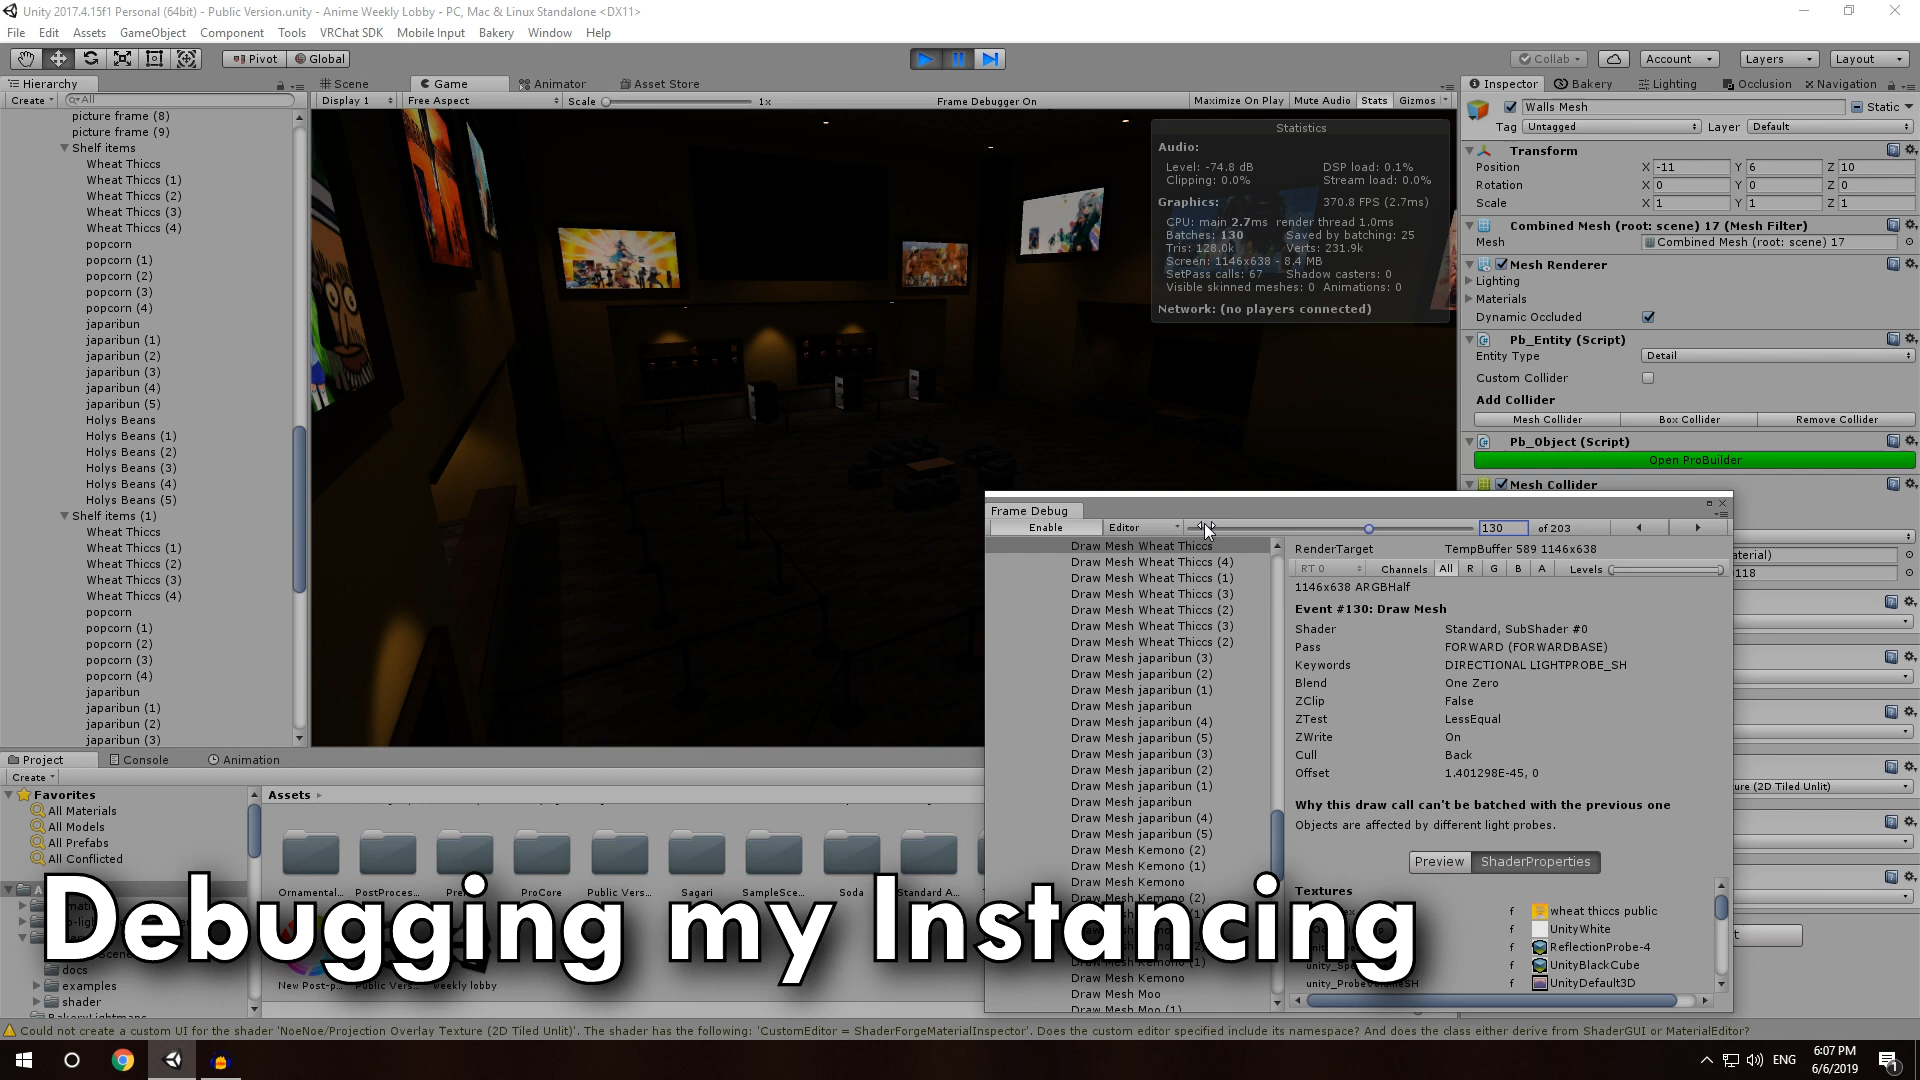 Unity 2017.4.15f1 Personal (64bit) - Public Version.unity - Anime Weekly Lobby - PC, Mac & Linux Standalone <DX11>
File Edit Assets GameObject Component Tools VRChat SDK Mobile Input Bakery Window Help
Pivot Global Collab Account Layers Layout
Hierarchy
Create All
picture frame (8)
picture frame (9)
Shelf items
Wheat Thiccs
Wheat Thiccs (1)
Wheat Thiccs (2)
Wheat Thiccs (3)
Wheat Thiccs (4)
popcorn
popcorn (1)
popcorn (2)
popcorn (3)
popcorn (4)
japaribun
japaribun (1)
japaribun (2)
japaribun (3)
japaribun (4)
japaribun (5)
Holys Beans
Holys Beans (1)
Holys Beans (2)
Holys Beans (3)
Holys Beans (4)
Holys Beans (5)
Shelf items (1)
Wheat Thiccs
Wheat Thiccs (1)
Wheat Thiccs (2)
Wheat Thiccs (3)
Wheat Thiccs (4)
popcorn
popcorn (1)
popcorn (2)
popcorn (3)
popcorn (4)
japaribun
japaribun (1)
japaribun (2)
japaribun (3)
Scene Game Animator Asset Store
Display 1 Free Aspect Scale 1x Frame Debugger On Maximize On Play Mute Audio Stats Gizmos
Statistics
Audio:
Level: -74.8 dB DSP load: 0.1%
Clipping: 0.0% Stream load: 0.0%
Graphics: 370.8 FPS (2.7ms)
CPU: main 2.7ms render thread 1.0ms
Batches: 130 Saved by batching: 25
Tris: 128.0k Verts: 231.9k
Screen: 1146x638 - 8.4 MB
SetPass calls: 67 Shadow casters: 0
Visible skinned meshes: 0 Animations: 0
Network: (no players connected)
Inspector Bakery Lighting Occlusion Navigation
Walls Mesh Static
Tag Untagged Layer Default
Transform
Position X -11 Y 6 Z 10
Rotation X 0 Y 0 Z 0
Scale X 1 Y 1 Z 1
Combined Mesh (root: scene) 17 (Mesh Filter)
Mesh Combined Mesh (root: scene) 17
Mesh Renderer
Lighting
Materials
Dynamic Occluded
Pb_Entity (Script)
Entity Type Detail
Custom Collider
Add Collider
Mesh Collider Box Collider Remove Collider
Pb_Object (Script)
Open ProBuilder
Mesh Collider
aterial)
118
ure (2D Tiled Unlit)
t
Frame Debug
Enable Editor 130 of 203
Draw Mesh Wheat Thiccs
Draw Mesh Wheat Thiccs (4)
Draw Mesh Wheat Thiccs (1)
Draw Mesh Wheat Thiccs (3)
Draw Mesh Wheat Thiccs (2)
Draw Mesh Wheat Thiccs (3)
Draw Mesh Wheat Thiccs (2)
Draw Mesh japaribun (3)
Draw Mesh japaribun (2)
Draw Mesh japaribun (1)
Draw Mesh japaribun
Draw Mesh japaribun (4)
Draw Mesh japaribun (5)
Draw Mesh japaribun (3)
Draw Mesh japaribun (2)
Draw Mesh japaribun (1)
Draw Mesh japaribun
Draw Mesh japaribun (4)
Draw Mesh japaribun (5)
Draw Mesh Kemono (2)
Draw Mesh Kemono (1)
Draw Mesh Kemono
Draw Mesh Kemono (2)
Draw Mesh Kemono
Draw Mesh Moo
Draw Mesh Moo (1)
RenderTarget TempBuffer 589 1146x638
RT 0 Channels All R G B A Levels
1146x638 ARGBHalf
Event #130: Draw Mesh
Shader Standard, SubShader #0
Pass FORWARD (FORWARDBASE)
Keywords DIRECTIONAL LIGHTPROBE_SH
Blend One Zero
ZClip False
ZTest LessEqual
ZWrite On
Cull Back
Offset 1.401298E-45, 0
Why this draw call can't be batched with the previous one
Objects are affected by different light probes.
Preview ShaderProperties
Textures
f wheat thiccs public
f UnityWhite
f ReflectionProbe-4
f UnityBlackCube
f UnityDefault3D
Project Console Animation
Create
Favorites
All Materials
All Models
All Prefabs
All Conflicted
docs
examples
shader
Assets
Ornamental... PostProces... Pre ProCore Public Vers... Sagari SampleSce... Soda Standard A...
New Post-p... Public Vers... weekly lobby
Debugging my Instancing
Could not create a custom UI for the shader 'NoeNoe/Projection Overlay Texture (2D Tiled Unlit)'. The shader has the following: 'CustomEditor = ShaderForgeMaterialInspector'. Does the custom editor specified include its namespace? And does the class either derive from ShaderGUI or MaterialEditor?
ENG 6:07 PM
6/6/2019 1